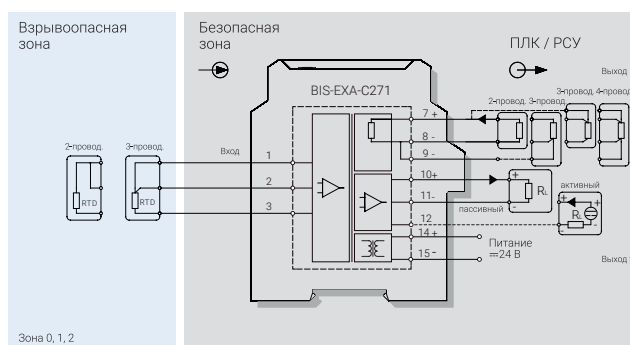 Взрывоопасная
зона
Безопасная
зона
ПЛК / РСУ
Выход
BIS-EXA-C271
3-провод. 4-провод.
2-провод. 3-провод.
7 +
8 -
9 -
2-провод.
3-провод.
Вход
1
2
3
RTD
RTD
10+
11-
12
14 +
15-
+
RL
-
пассивный
активный
+
+
RL
-
-
Питание
⎓24 В
Выход
Зона 0, 1, 2